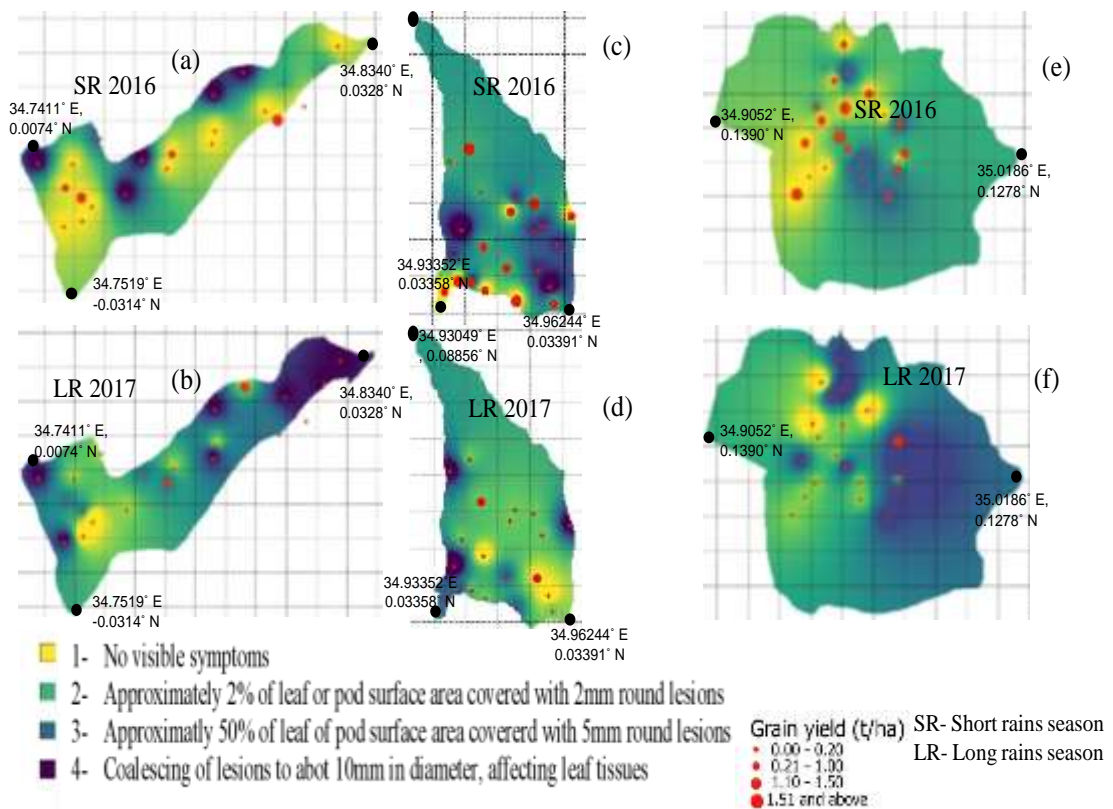 (a)
SR 2016
34.7411° E,
0.0074° N
34.8340° E,
0.0328° N
34.7519° E
-0.0314° N
(c)
SR 2016
34.93352° E
0.03358° N
34.96244° E
0.03391° N
(e)
SR 2016
34.9052° E,
0.1390° N
35.0186° E,
0.1278° N
(b)
LR 2017
34.7411° E,
0.0074° N
34.8340° E,
0.0328° N
34.7519° E
-0.0314° N
34.93049° E
, 0.08856° N
LR 2017
(d)
34.93352° E
0.03358° N
34.96244° E
0.03391° N
(f)
LR 2017
34.9052° E,
0.1390° N
35.0186° E,
0.1278° N
1- No visible symptoms
2- Approximately 2% of leaf or pod surface area covered with 2mm round lesions
3- Approximatly 50% of leaf of pod surface area covererd with 5mm round lesions
4- Coalescing of lesions to abot 10mm in diameter, affecting leaf tissues
Grain yield (t/ha)
0.00 - 0.20
0.21 - 1.00
1.10 - 1.50
1.51 and above
SR- Short rains season
LR- Long rains season